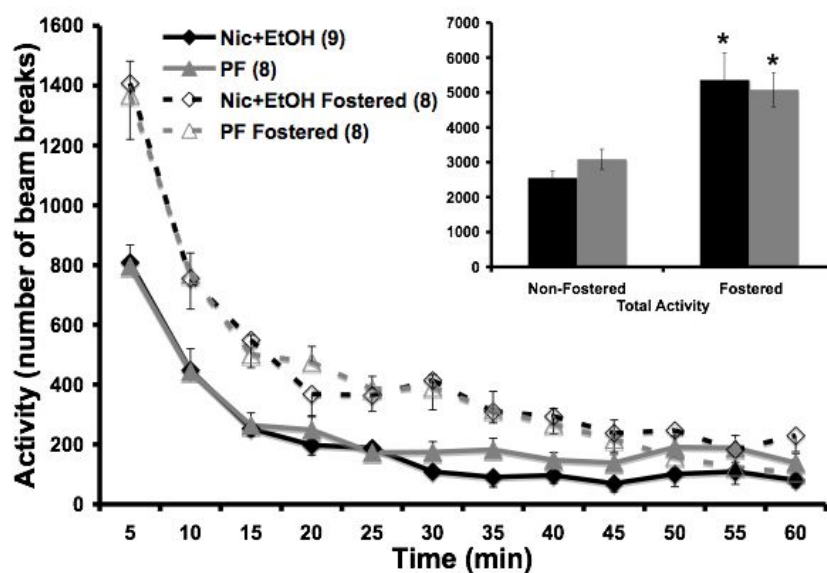 Activity (number of beam breaks)
1600
1400
1200
1000
800
600
400
200
0
Nic+EtOH (9)
PF (8)
Nic+EtOH Fostered (8)
PF Fostered (8)
7000
6000
5000
4000
3000
2000
1000
0
* *
Non-Fostered Fostered
Total Activity
5 10 15 20 25 30 35 40 45 50 55 60
Time (min)